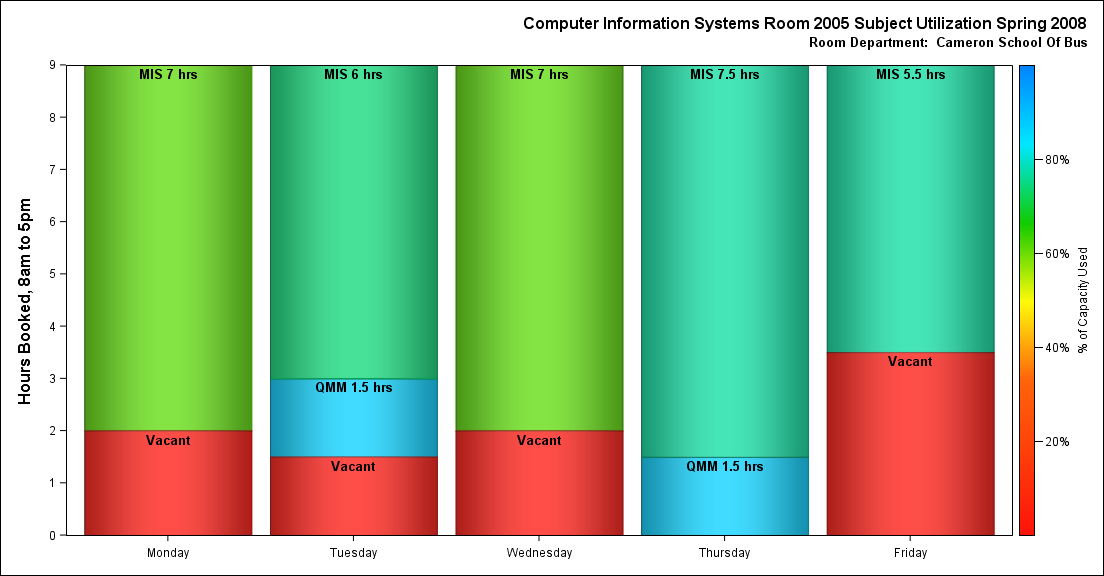 Computer Information Systems Room 2005 Subject Utilization Spring 2008
Room Department:  Cameron School Of Bus
Hours Booked, 8am to 5pm
9
8
7
6
5
4
3
2
1
0
MIS 7 hrs
Vacant
MIS 6 hrs
QMM 1.5 hrs
Vacant
MIS 7 hrs
Vacant
MIS 7.5 hrs
QMM 1.5 hrs
MIS 5.5 hrs
Vacant
Monday
Tuesday
Wednesday
Thursday
Friday
80%
60%
40%
20%
% of Capacity Used